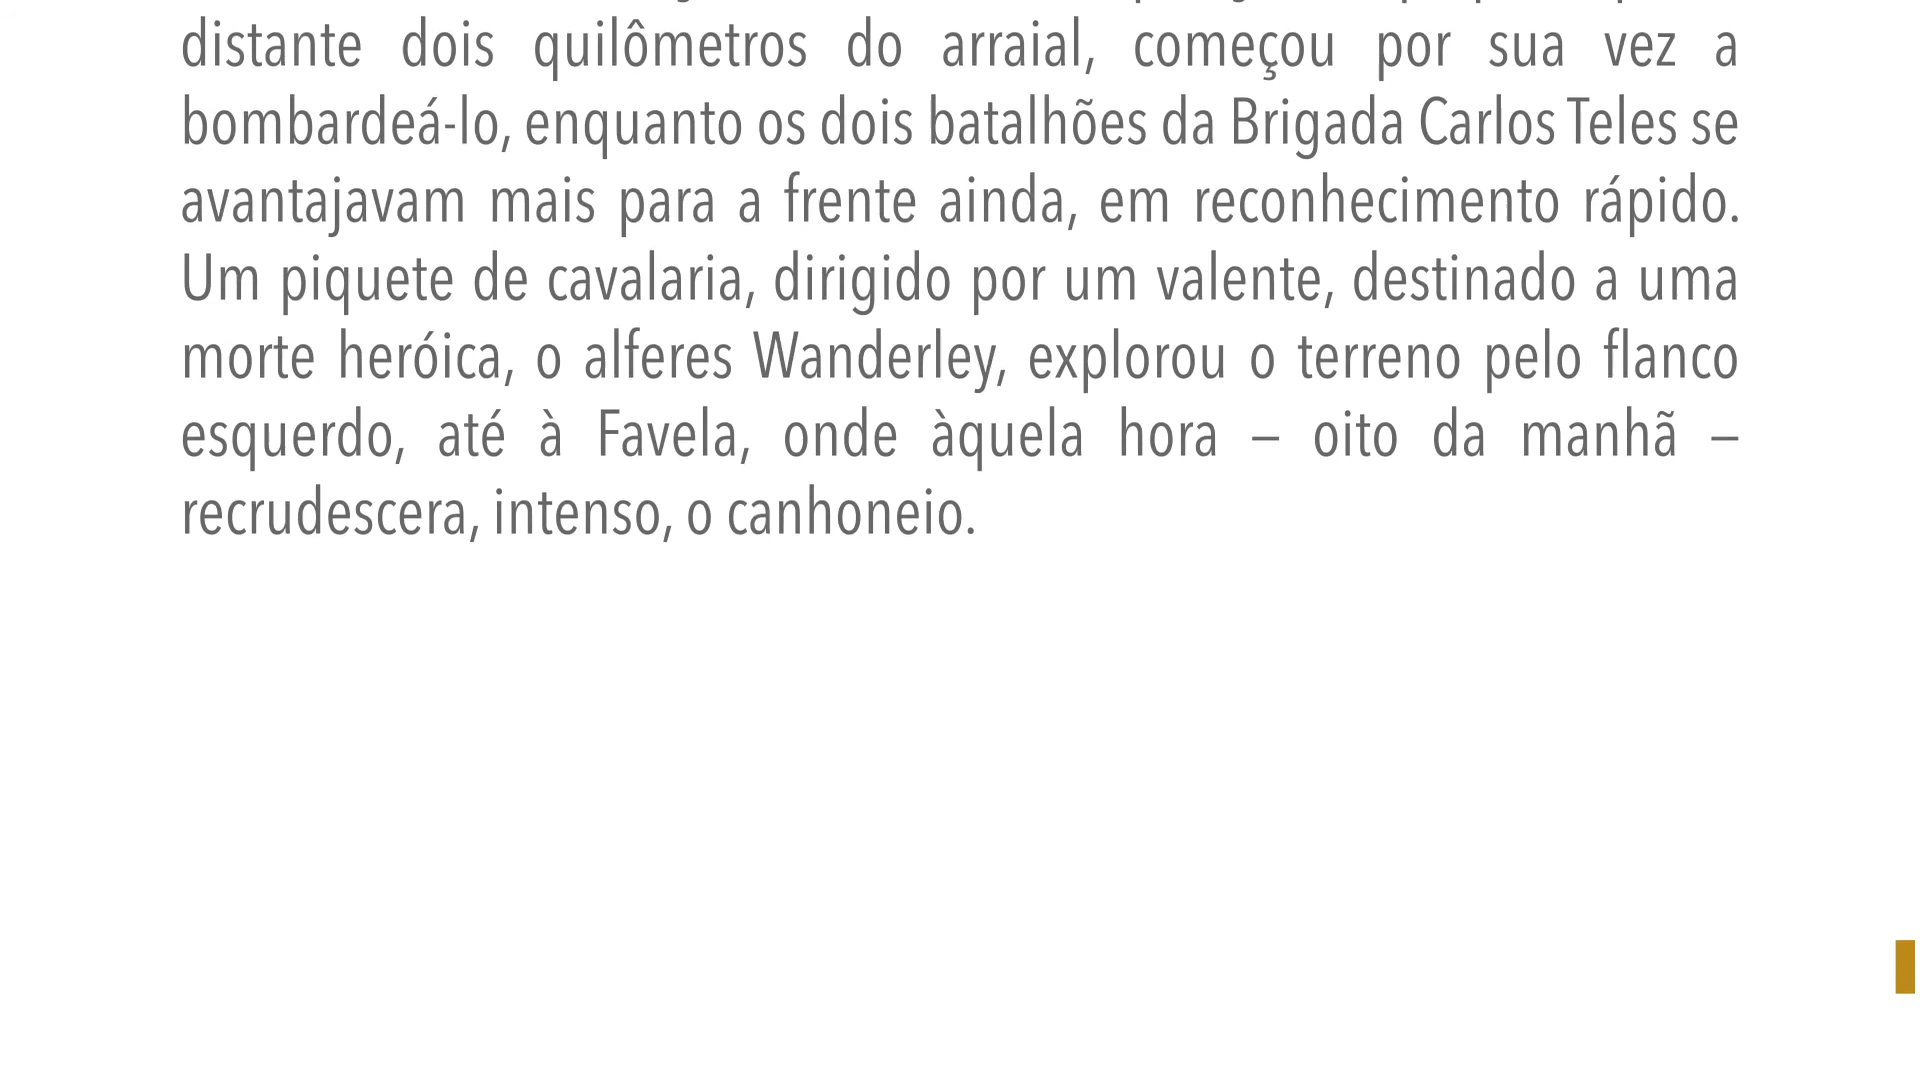 distante dois quilômetros do arraial, começou por sua vez a
bombardeá-lo, enquanto os dois batalhões da Brigada Carlos Teles se
avantajavam mais para a frente ainda, em reconhecimento rápido.
Um piquete de cavalaria, dirigido por um valente, destinado a uma
morte heróica, o alferes Wanderley, explorou o terreno pelo flanco
esquerdo, até à Favela, onde àquela hora – oito da manhã –
recrudescera, intenso, o canhoneio.